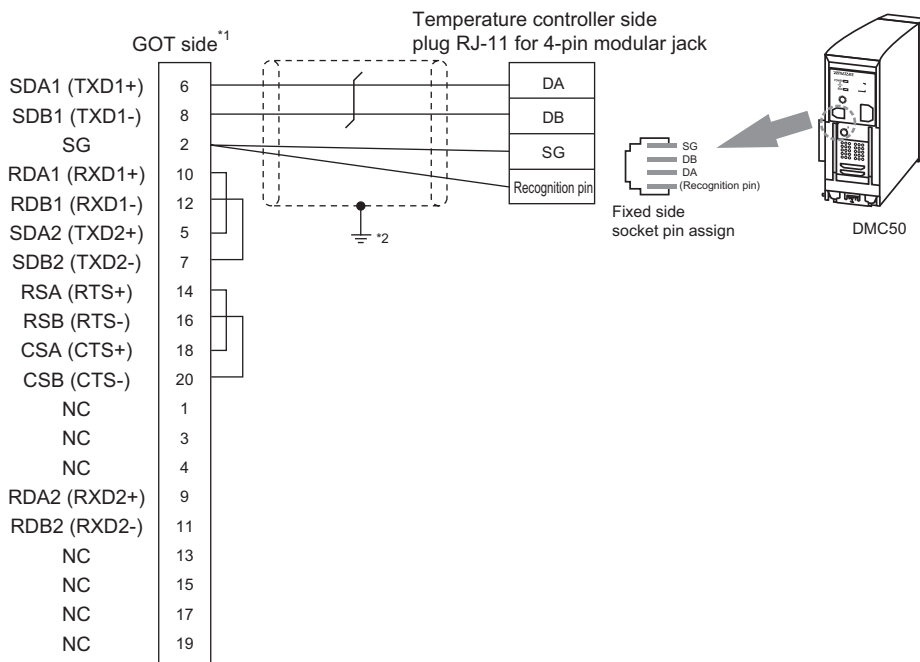 Temperature controller side
GOT side*1 plug RJ-11 for 4-pin modular jack
SDA1 (TXD1+) 6 DA
SDB1 (TXD1-) 8 DB
SG 2 SG
RDA1 (RXD1+) 10 Recognition pin
RDB1 (RXD1-) 12
SDA2 (TXD2+) 5
SDB2 (TXD2-) 7
RSA (RTS+) 14
RSB (RTS-) 16
CSA (CTS+) 18
CSB (CTS-) 20
NC 1
NC 3
NC 4
RDA2 (RXD2+) 9
RDB2 (RXD2-) 11
NC 13
NC 15
NC 17
NC 19
*2
SG
DB
DA
(Recognition pin)
Fixed side
socket pin assign
DMC50